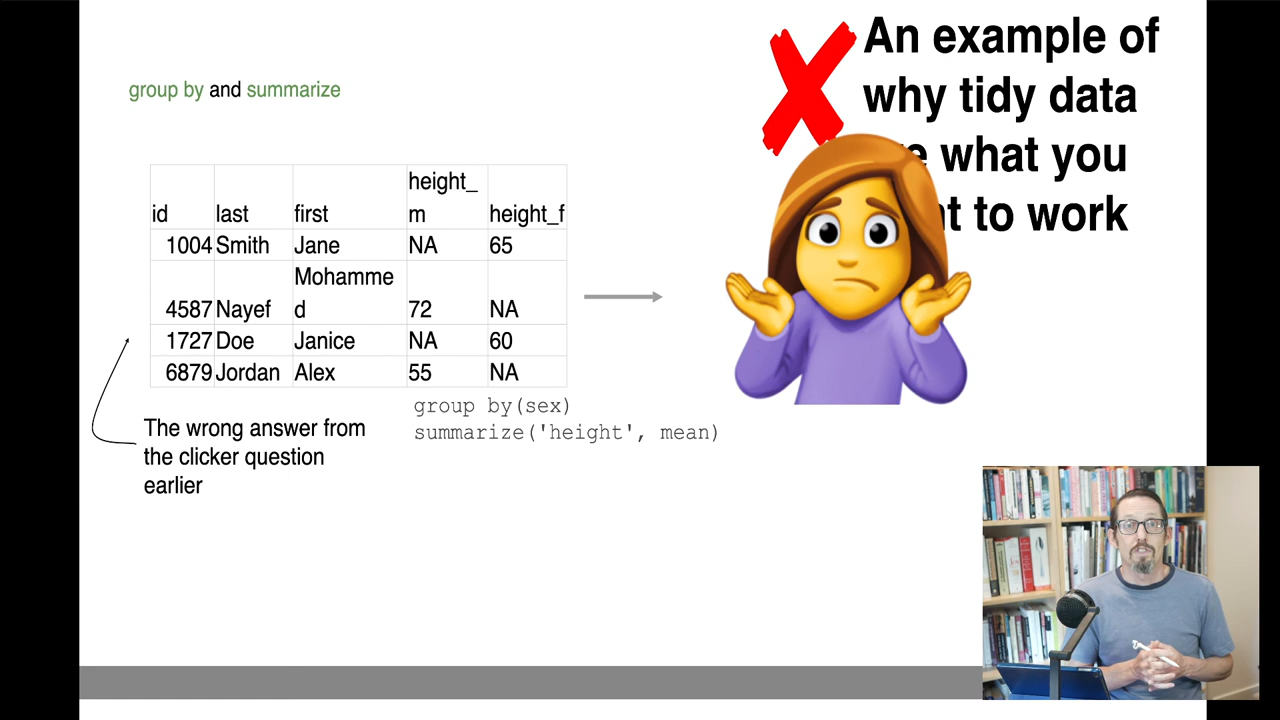 An example of
why tidy data
what you
to work
group by and summarize
height_
id last first m height_f
1004 Smith Jane NA 65
Mohamme
4587 Nayef d 72 NA
1727 Doe Janice NA 60
6879 Jordan Alex 55 NA
group by(sex)
summarize('height', mean)
The wrong answer from
the clicker question
earlier